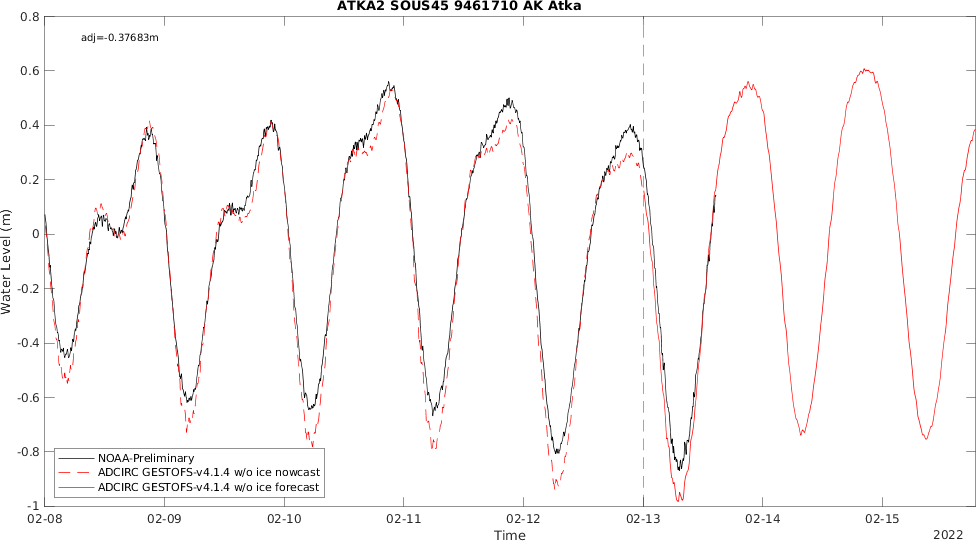 ATKA2 SOUS45 9461710 AK Atka
adj=-0.37683m
0.8
0.6
0.4
0.2
0
-0.2
-0.4
-0.6
-0.8
-1
Water Level (m)
NOAA-Preliminary
ADCIRC GESTOFS-v4.1.4 w/o ice nowcast
ADCIRC GESTOFS-v4.1.4 w/o ice forecast
02-08 02-09 02-10 02-11 02-12 02-13 02-14 02-15
Time
2022